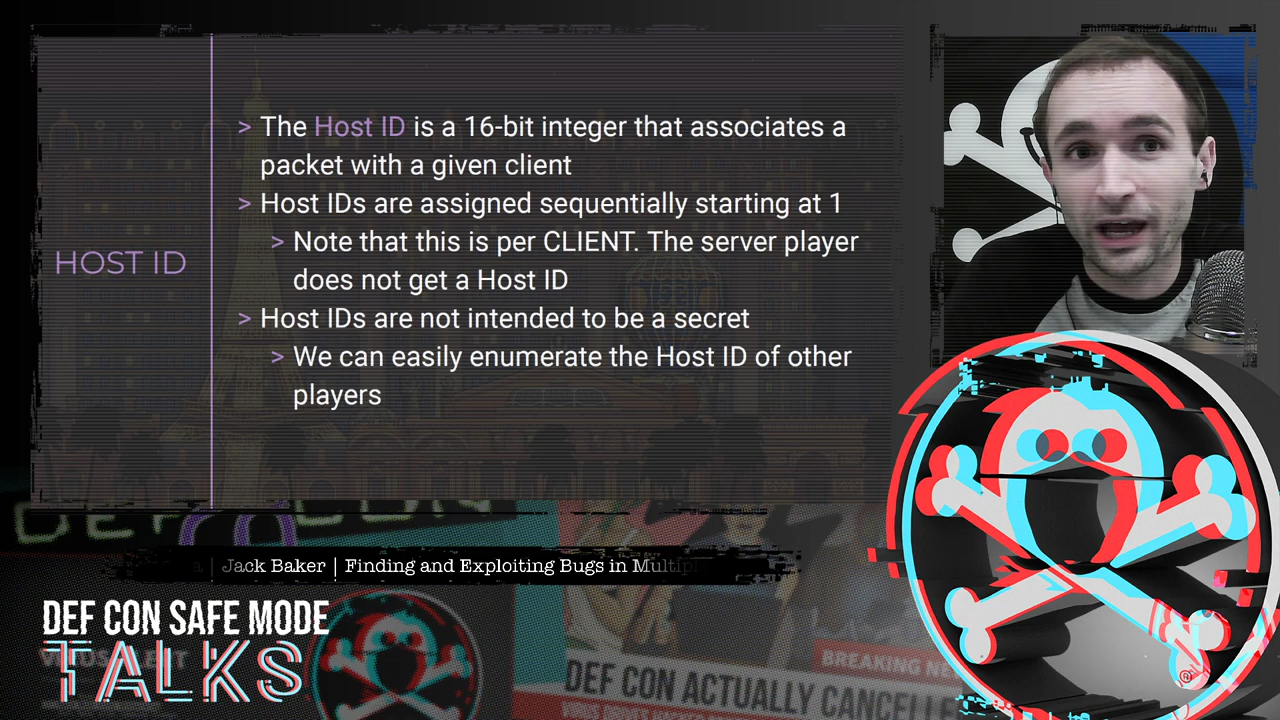 HOST ID
> The Host ID is a 16-bit integer that associates a
packet with a given client
> Host IDs are assigned sequentially starting at 1
> Note that this is per CLIENT. The server player
does not get a Host ID
> Host IDs are not intended to be a secret
> We can easily enumerate the Host ID of other
players
DEF CON
| Jack Baker | Finding and Exploiting Bugs in Multip
DEF CON SAFE MODE
TALKS
BREAKING NE
DEF CON ACTUALLY CANCELLE
®